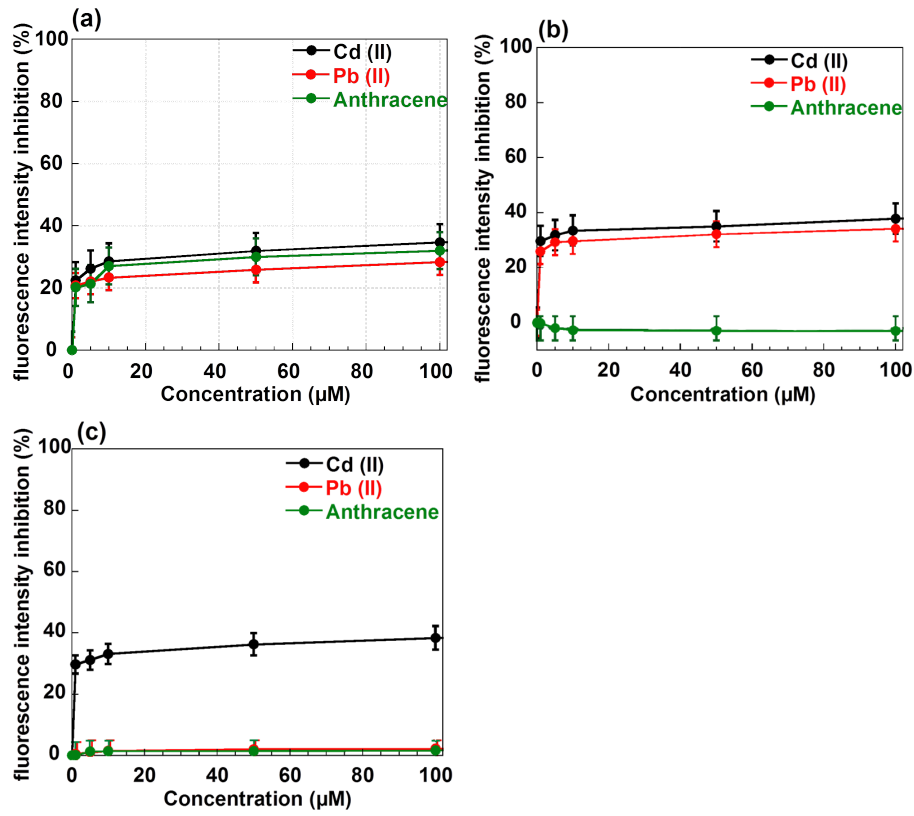 (a)
fluorescence intensity inhibition (%)
100
80
60
40
20
0
Cd (II)
Pb (II)
Anthracene
0 20 40 60 80 100
Concentration (µM)
(b)
fluorescence intensity inhibition (%)
100
80
60
40
20
0
Cd (II)
Pb (II)
Anthracene
0 20 40 60 80 100
Concentration (µM)
(c)
fluorescence intensity inhibition (%)
100
80
60
40
20
0
Cd (II)
Pb (II)
Anthracene
0 20 40 60 80 100
Concentration (µM)